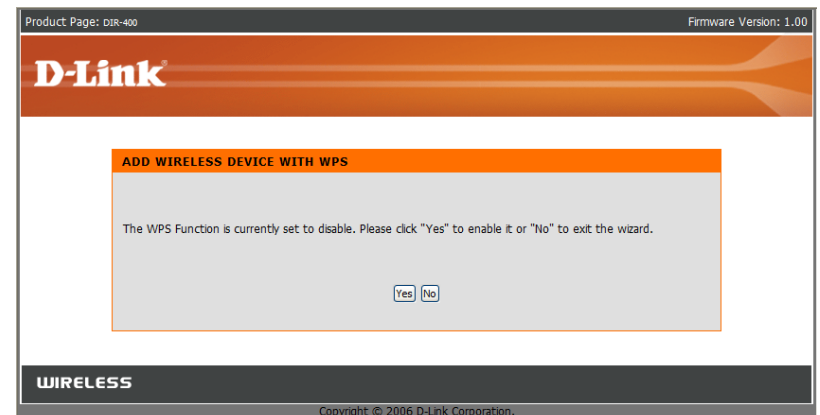 Product Page: DIR-400 Firmware Version: 1.00
D-Link
ADD WIRELESS DEVICE WITH WPS
The WPS Function is currently set to disable. Please click "Yes" to enable it or "No" to exit the wizard.
Yes No
WIRELESS
Copyright © 2006 D-Link Corporation.